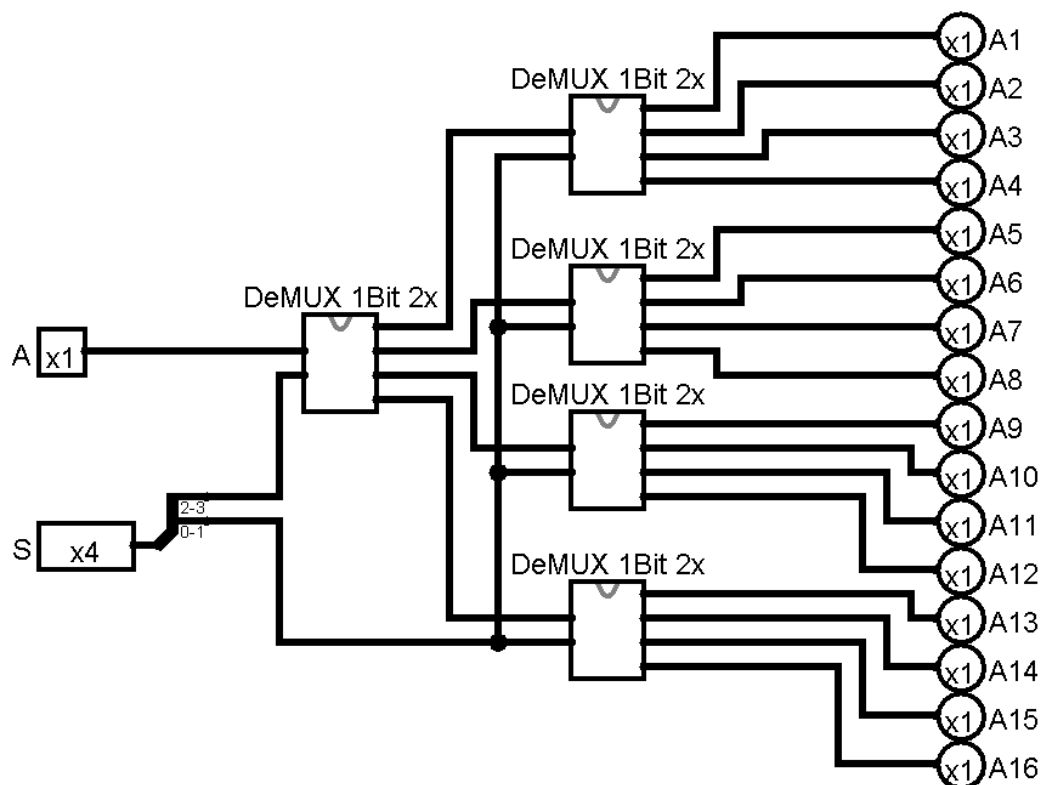 x1 A1
DeMUX 1Bit 2x
x1 A2
x1 A3
x1 A4
x1 A5
DeMUX 1Bit 2x
x1 A6
DeMUX 1Bit 2x
x1 A7
A x1
x1 A8
DeMUX 1Bit 2x
x1 A9
x1 A10
2-3
x1 A11
0-1
S x4
DeMUX 1Bit 2x
x1 A12
x1 A13
x1 A14
x1 A15
x1 A16